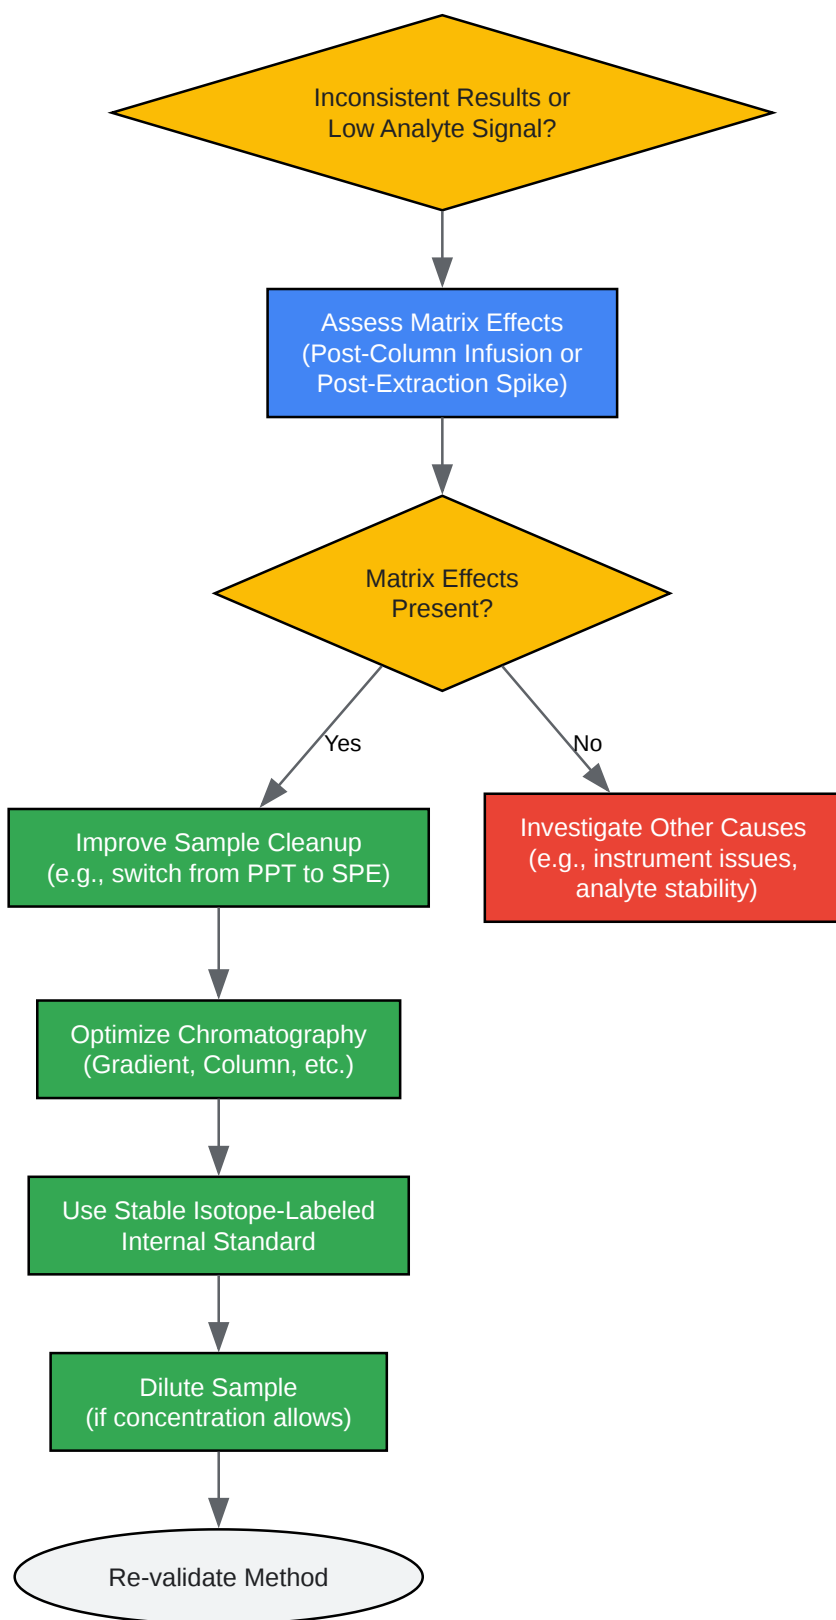 Inconsistent Results or
Low Analyte Signal?
Assess Matrix Effects
(Post-Column Infusion or
Post-Extraction Spike)
Matrix Effects
Present?
Yes
No
Improve Sample Cleanup
(e.g., switch from PPT to SPE)
Investigate Other Causes
(e.g., instrument issues,
analyte stability)
Optimize Chromatography
(Gradient, Column, etc.)
Use Stable Isotope-Labeled
Internal Standard
Dilute Sample
(if concentration allows)
Re-validate Method